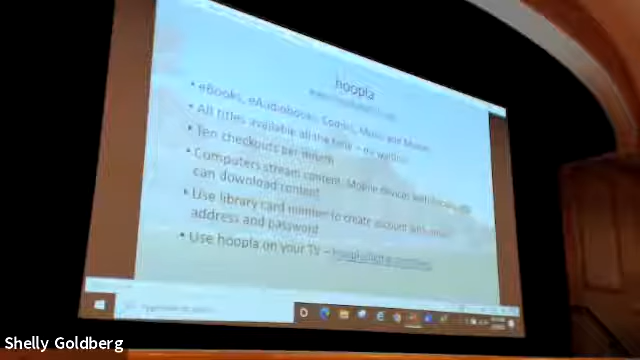 hoopla
• eBooks, eAudiobooks, Comics, Music and Movies
• All titles available all the time – no waiting
• Ten checkouts per month
• Computers stream content. Mobile devices
can download content
• Use library card number to create account with
address and password
• Use hoopla on your TV –
Shelly Goldberg